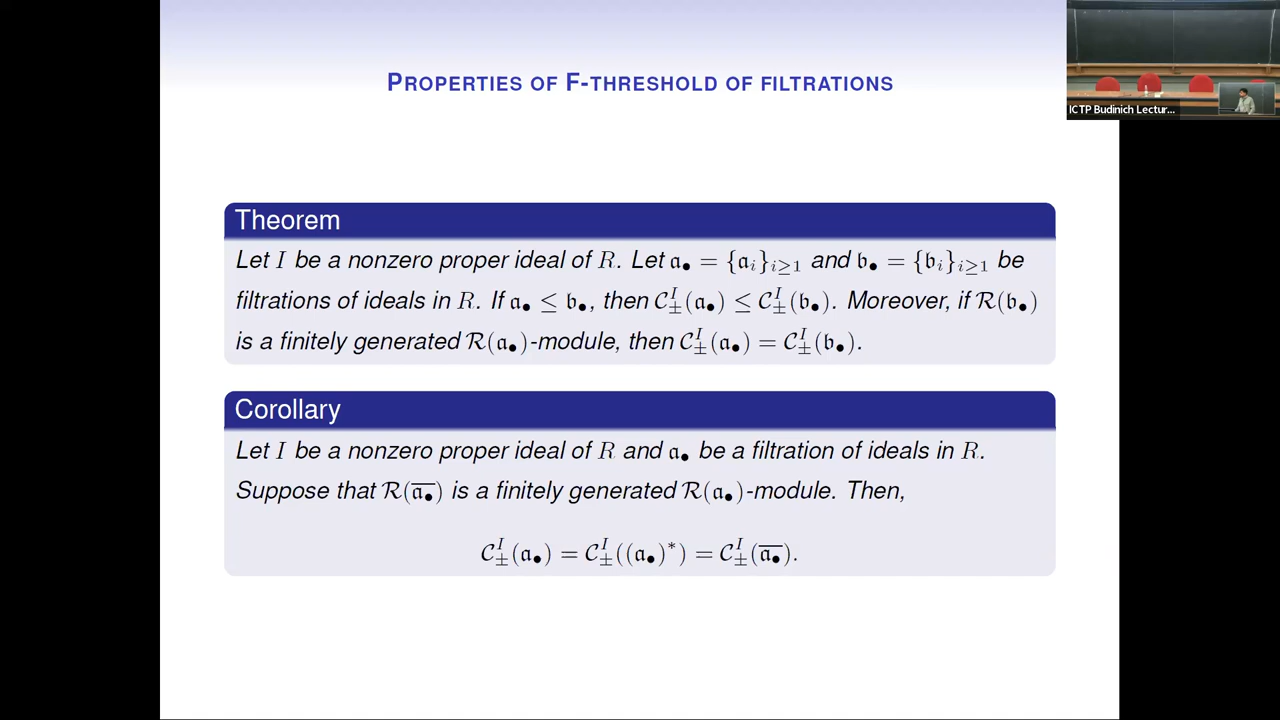 PROPERTIES OF F-THRESHOLD OF FILTRATIONS
ICTP Budinich Lectur...
Theorem
Let I be a nonzero proper ideal of R. Let 𝔞• = {𝔞ᵢ}ᵢ≥₁ and 𝔟• = {𝔟ᵢ}ᵢ≥₁ be
filtrations of ideals in R. If 𝔞• ≤ 𝔟•, then 𝒞^I_±(𝔞•) ≤ 𝒞^I_±(𝔟•). Moreover, if ℛ(𝔟•)
is a finitely generated ℛ(𝔞•)-module, then 𝒞^I_±(𝔞•) = 𝒞^I_±(𝔟•).
Corollary
Let I be a nonzero proper ideal of R and 𝔞• be a filtration of ideals in R.
Suppose that ℛ(\overline{𝔞•}) is a finitely generated ℛ(𝔞•)-module. Then,
𝒞^I_±(𝔞•) = 𝒞^I_±((𝔞•)^*) = 𝒞^I_±(\overline{𝔞•}).